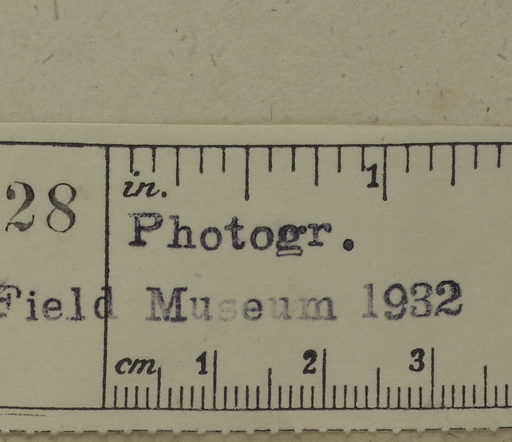 in. 1
28
Photogr.
Field Museum 1932
cm 1 2 3